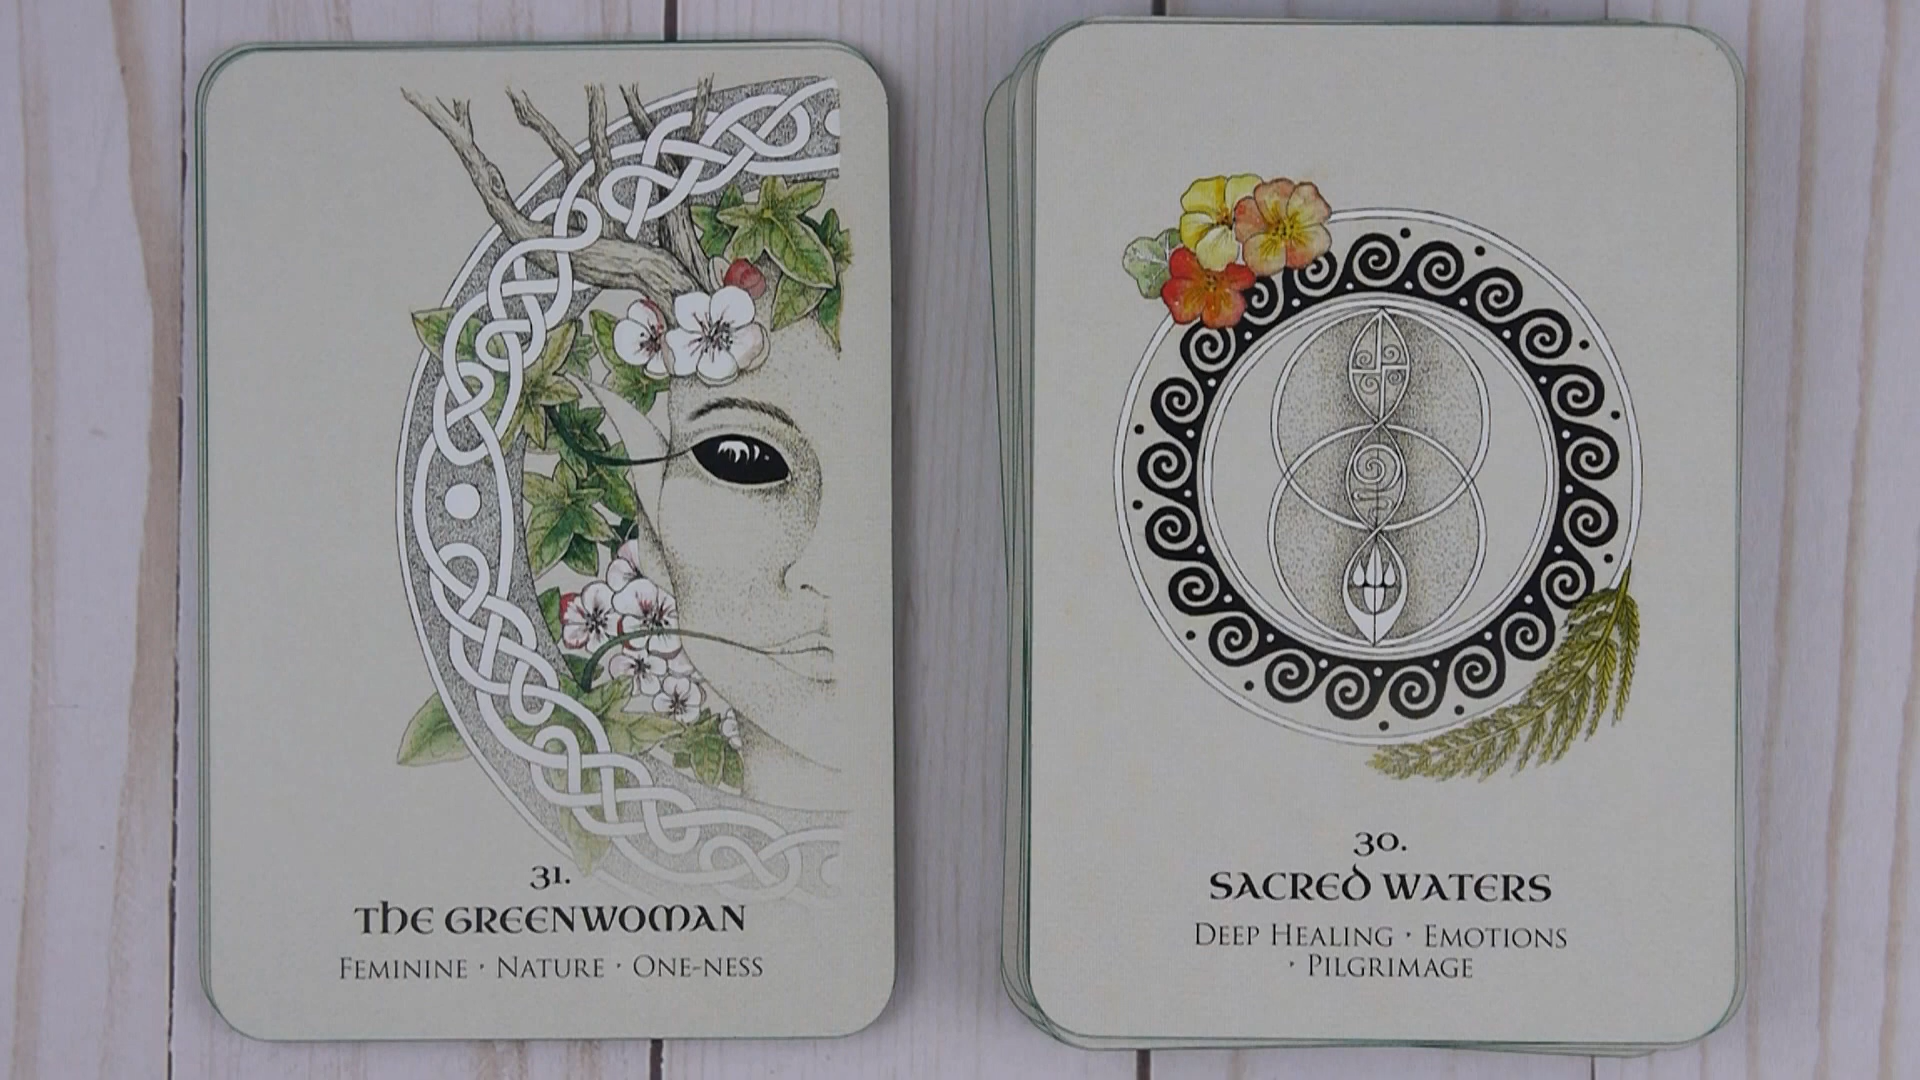 31.
THE GREENWOMAN
FEMININE · NATURE · ONE-NESS
30.
SACRED WATERS
DEEP HEALING · EMOTIONS
· PILGRIMAGE